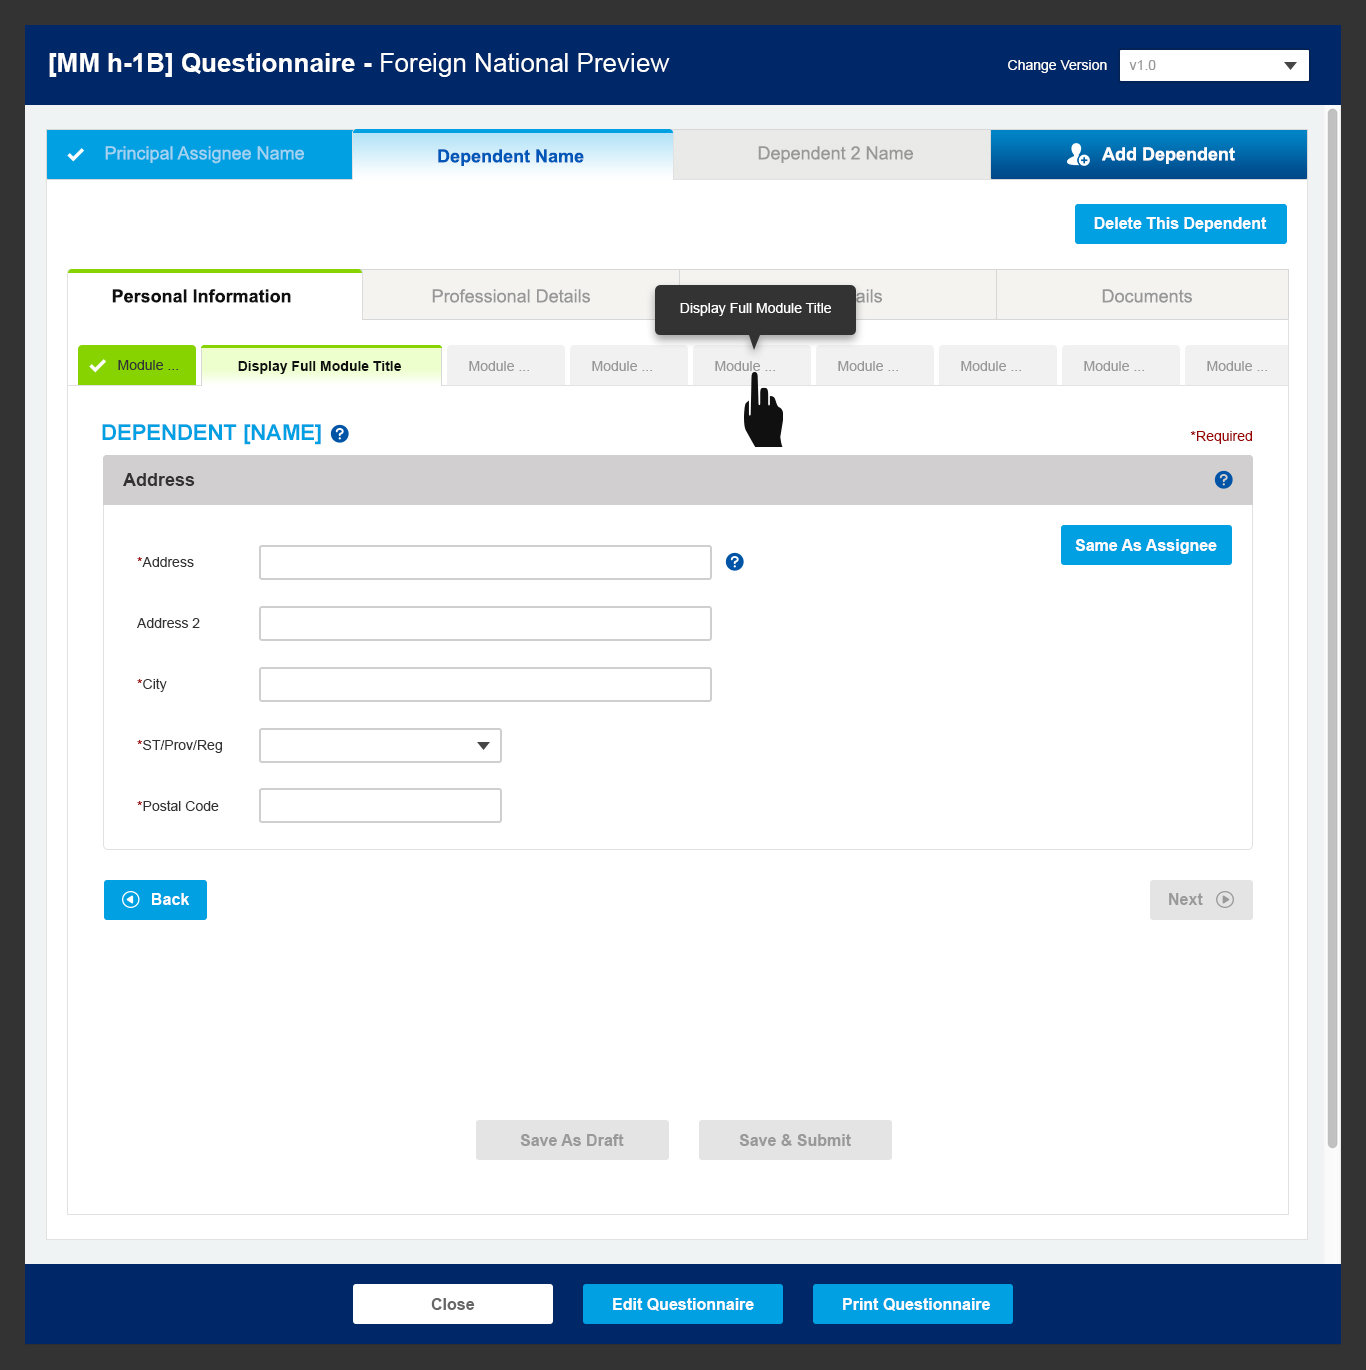 [MM h-1B] Questionnaire - Foreign National Preview
Change Version
v1.0
Principal Assignee Name
Dependent Name
Dependent 2 Name
Add Dependent
Delete This Dependent
Personal Information
Professional Details
ails
Documents
Display Full Module Title
Module ...
Display Full Module Title
Module ...
Module ...
Module ...
Module ...
Module ...
Module ...
Module ...
DEPENDENT [NAME] ?
*Required
Address
?
Same As Assignee
*Address
?
Address 2
*City
*ST/Prov/Reg
*Postal Code
Back
Next
Save As Draft
Save & Submit
Close
Edit Questionnaire
Print Questionnaire